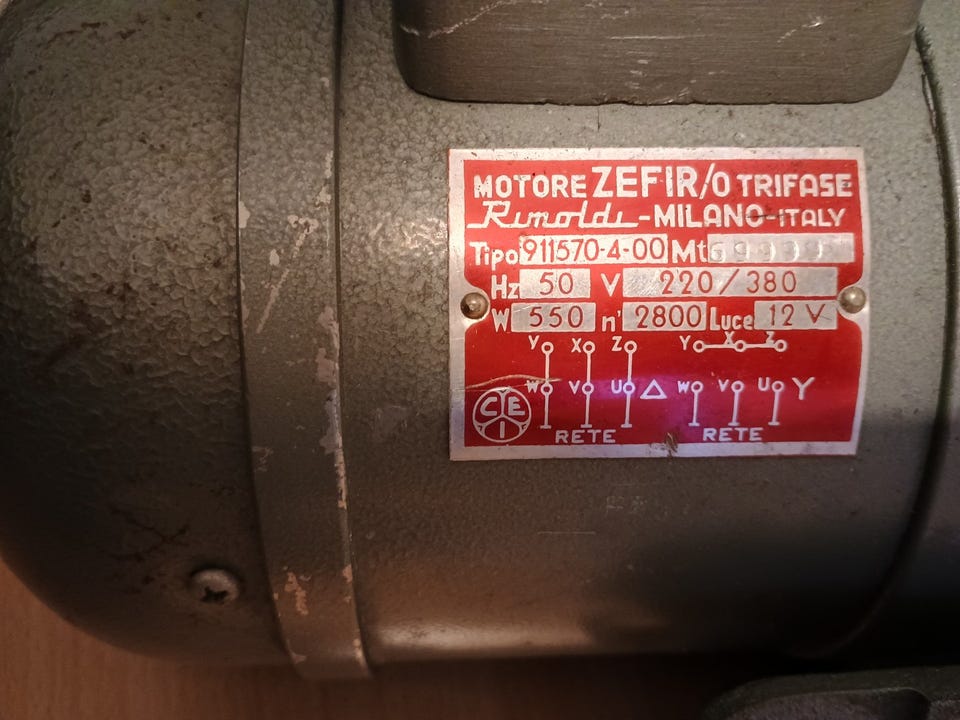 MOTORE ZEFIR/O TRIFASE
Rimoldi - MILANO - ITALY
Tipo 911570-4-00 Mt
Hz 50 V 220/380
W 550 n' 2800 Luce 12 V
Y X Z Y X Z
W V U △ W V U Y
CEI
RETE RETE